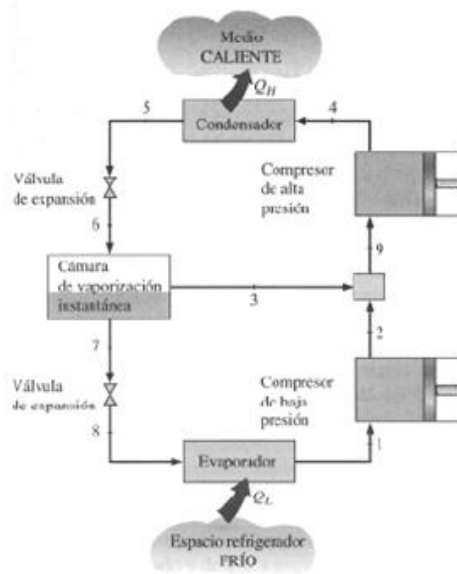 Medio
CALIENTE
Q_H
5
4
Condensador
Válvula
de expansión
Compresor
de alta
presión
6
9
Cámara
de vaporización
instantánea
3
7
2
Válvula
de expansión
Compresor
de baja
presión
8
1
Evaporador
Q_L
Espacio refrigerador
FRÍO